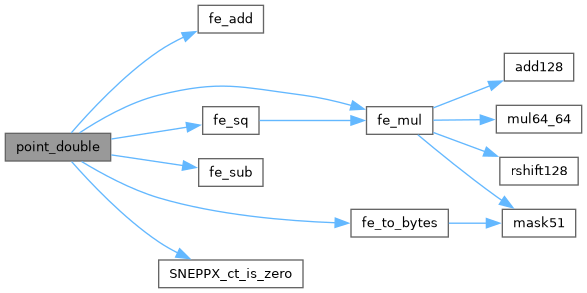 point_double
fe_add
fe_sq
fe_sub
SNEPPX_ct_is_zero
fe_mul
fe_to_bytes
add128
mul64_64
rshift128
mask51